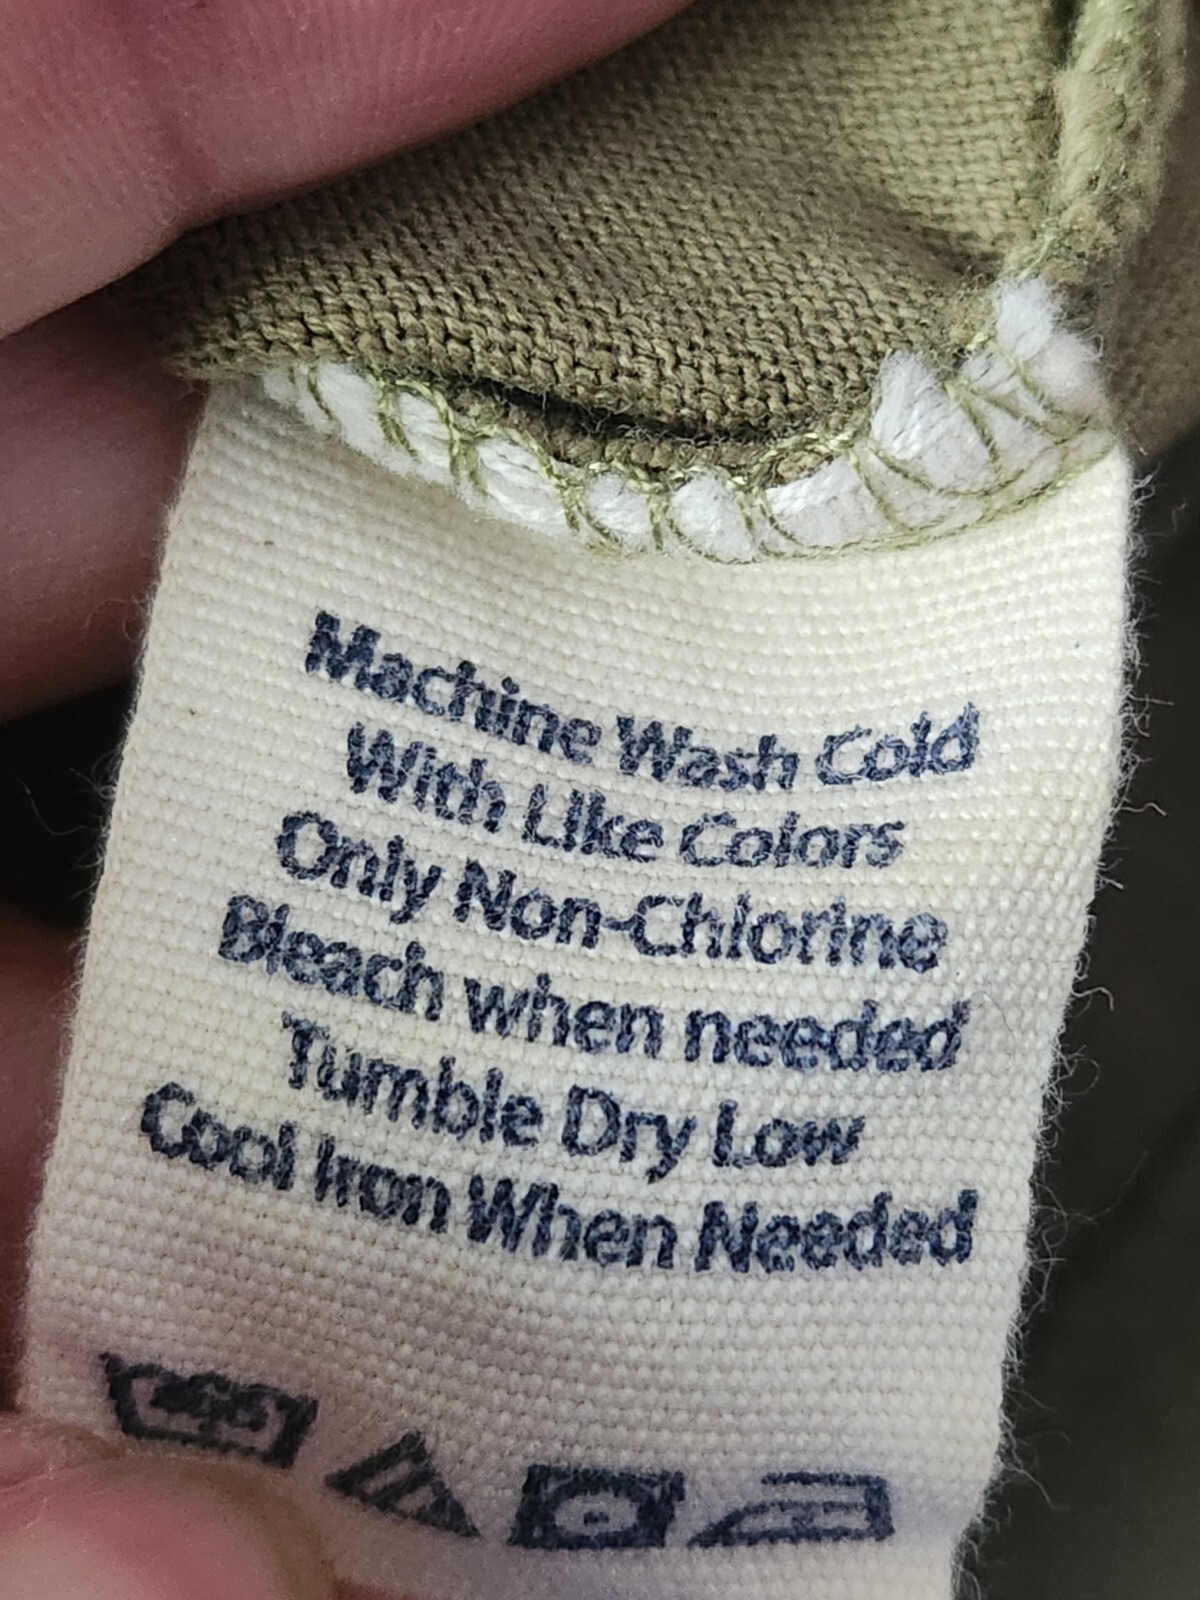 Machine Wash Cold
With Like Colors
Only Non-Chlorine
Bleach when needed
Tumble Dry Low
Cool Iron When Needed